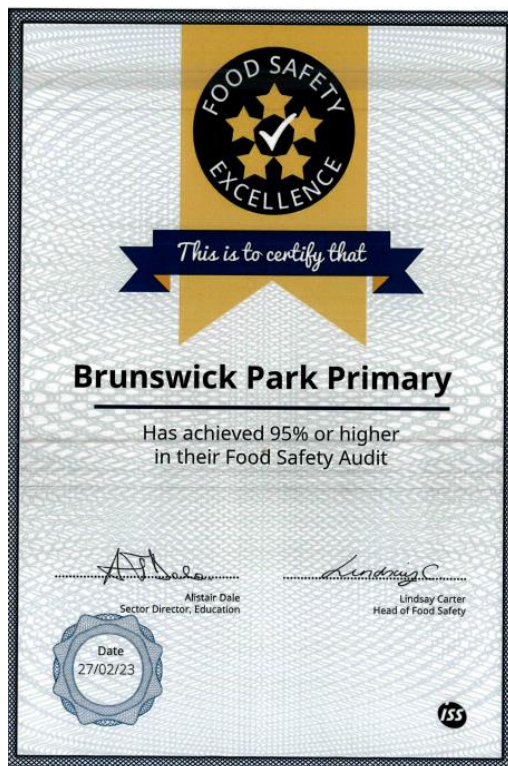 FOOD SAFETY
EXCELLENCE
This is to certify that
Brunswick Park Primary
Has achieved 95% or higher
in their Food Safety Audit
Alistair Dale
Sector Director, Education
Lindsay Carter
Head of Food Safety
Date
27/02/23
iss